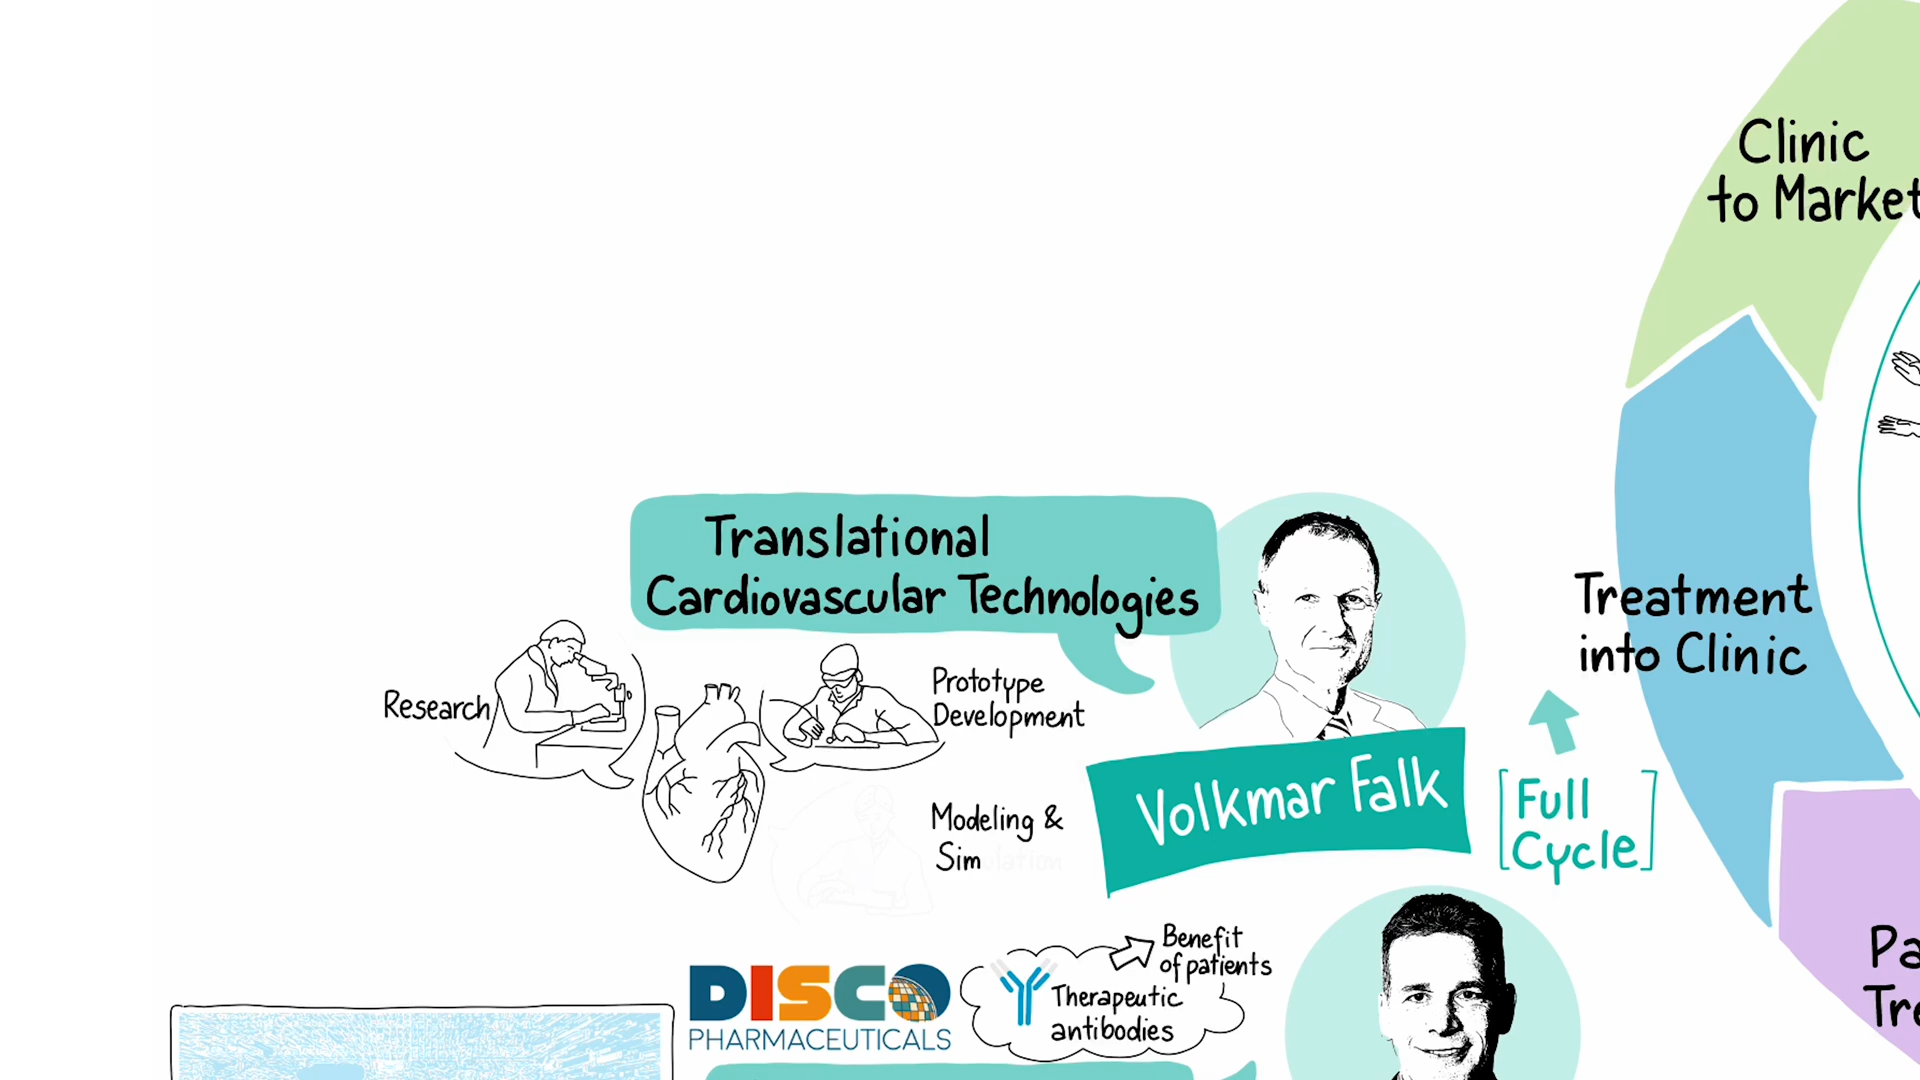 Clinic
to Market
Translational
Cardiovascular Technologies
Treatment
into Clinic
Research
Prototype
Development
Volkmar Falk
Full
Cycle
Modeling &
Simulation
Benefit
of patients
DISCO
PHARMACEUTICALS
Therapeutic
antibodies